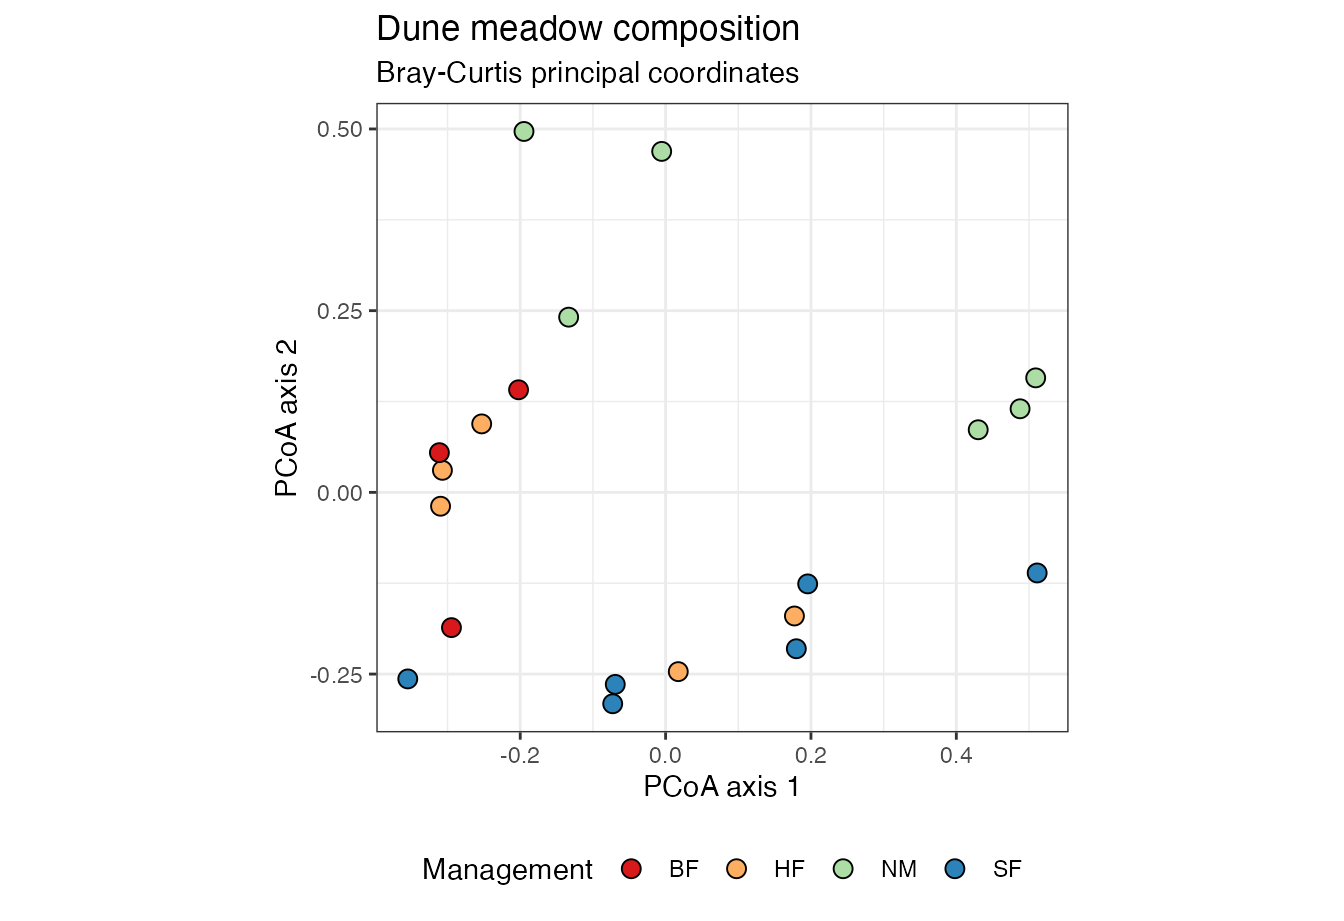 Dune meadow composition
Bray-Curtis principal coordinates
0.50
0.25
0.00
-0.25
PCoA axis 2
-0.2 0.0 0.2 0.4
PCoA axis 1
Management BF HF NM SF